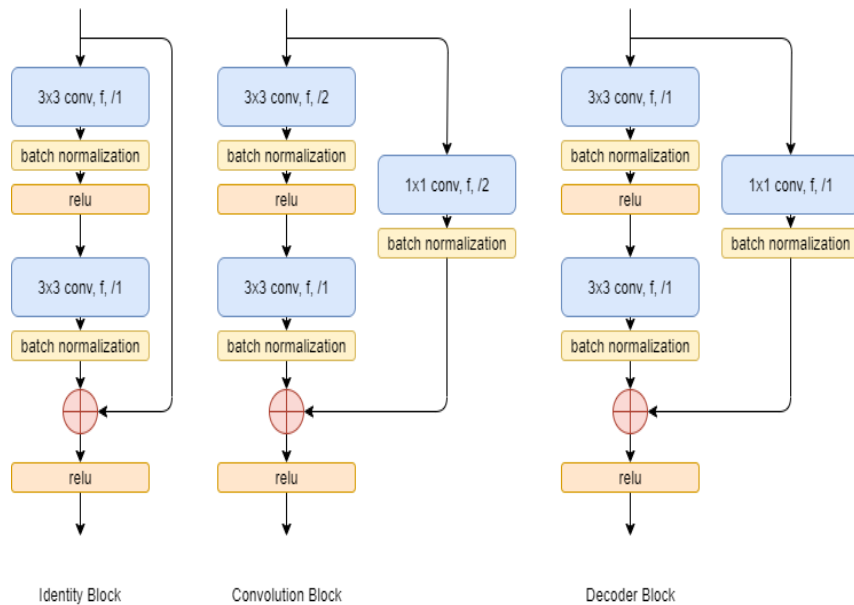 3x3 conv, f, /1
batch normalization
relu
3x3 conv, f, /1
batch normalization
relu
Identity Block
3x3 conv, f, /2
batch normalization
relu
3x3 conv, f, /1
batch normalization
relu
1x1 conv, f, /2
batch normalization
Convolution Block
3x3 conv, f, /1
batch normalization
relu
3x3 conv, f, /1
batch normalization
relu
1x1 conv, f, /1
batch normalization
Decoder Block